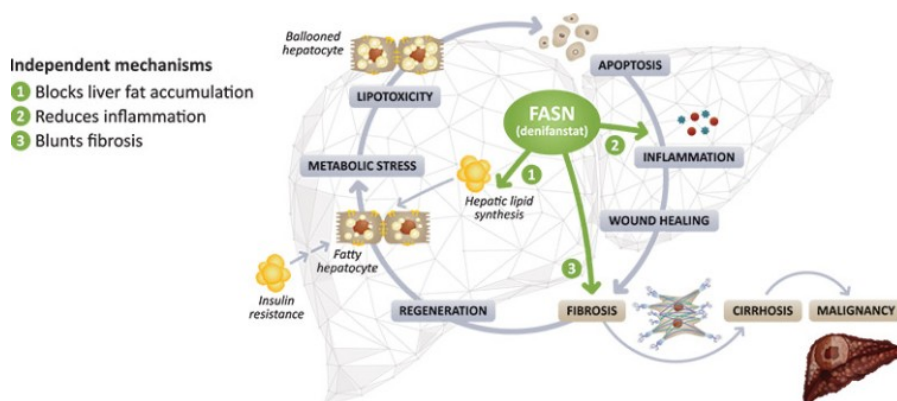 Ballooned
hepatocyte
Independent mechanisms
1 Blocks liver fat accumulation
2 Reduces inflammation
3 Blunts fibrosis
APOPTOSIS
LIPOTOXICITY
FASN
(denifanstat)
2
INFLAMMATION
METABOLIC STRESS
1
Hepatic lipid
synthesis
WOUND HEALING
Fatty
hepatocyte
3
Insulin
resistance
REGENERATION
FIBROSIS
CIRRHOSIS
MALIGNANCY